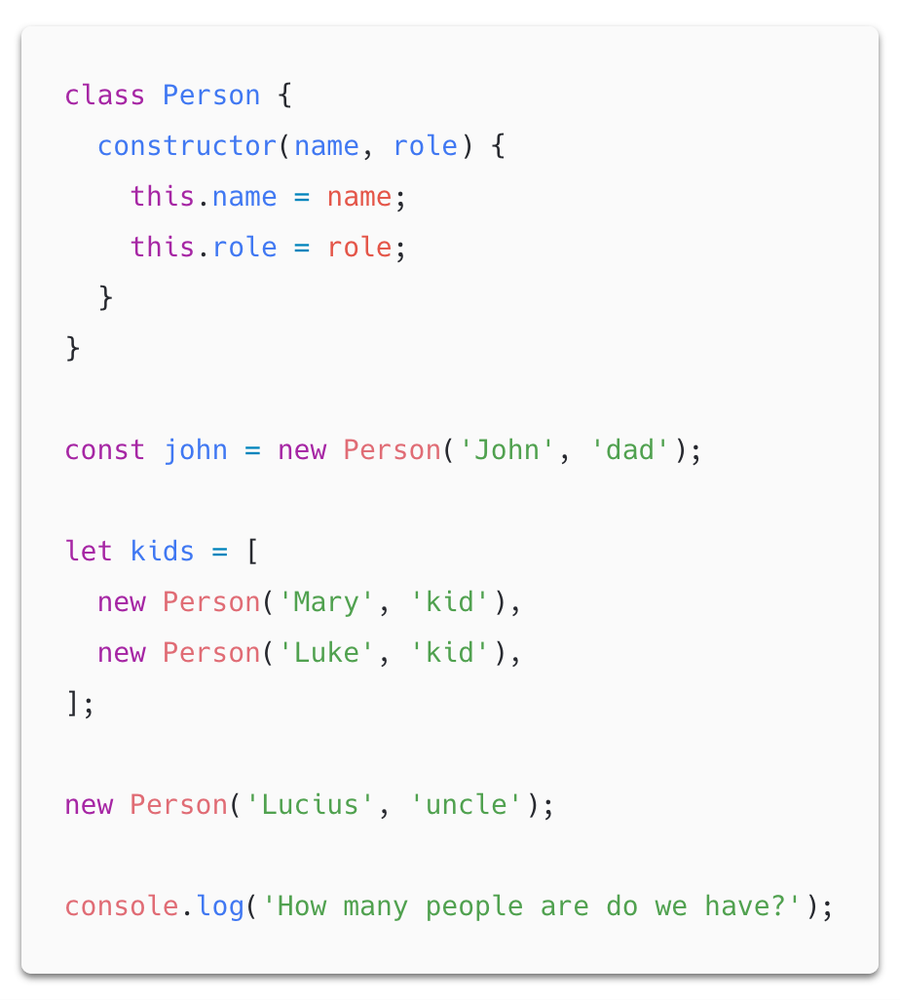 class Person {
  constructor(name, role) {
    this.name = name;
    this.role = role;
  }
}

const john = new Person('John', 'dad');

let kids = [
  new Person('Mary', 'kid'),
  new Person('Luke', 'kid'),
];

new Person('Lucius', 'uncle');

console.log('How many people are do we have?');